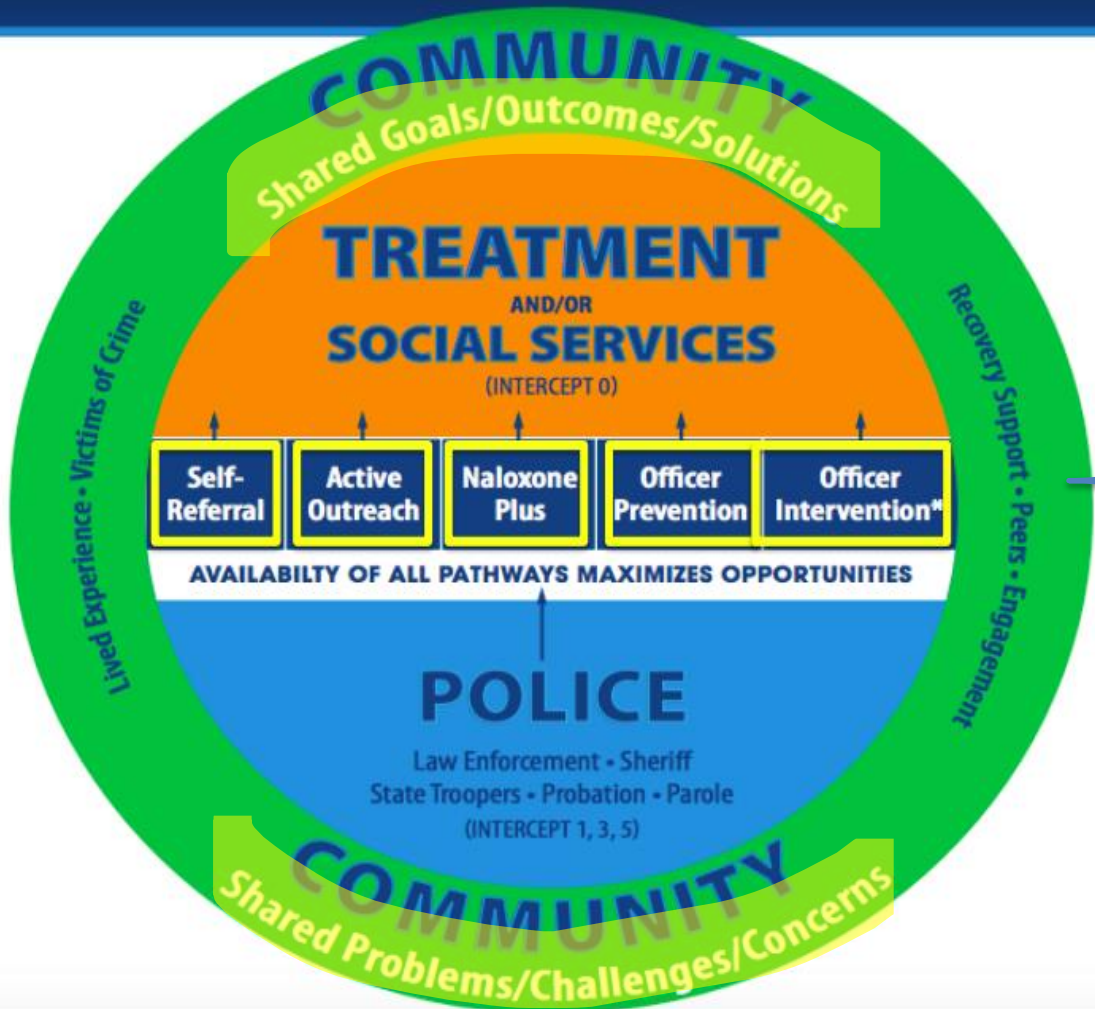 COMMUNITY
Shared Goals/Outcomes/Solutions
TREATMENT
AND/OR
SOCIAL SERVICES
(INTERCEPT 0)
Lived Experience • Victims of Crime
Recovery Support • Peers • Engagement
Self-
Referral
Active
Outreach
Naloxone
Plus
Officer
Prevention
Officer
Intervention*
AVAILABILTY OF ALL PATHWAYS MAXIMIZES OPPORTUNITIES
POLICE
Law Enforcement • Sheriff
State Troopers • Probation • Parole
(INTERCEPT 1, 3, 5)
COMMUNITY
Shared Problems/Challenges/Concerns